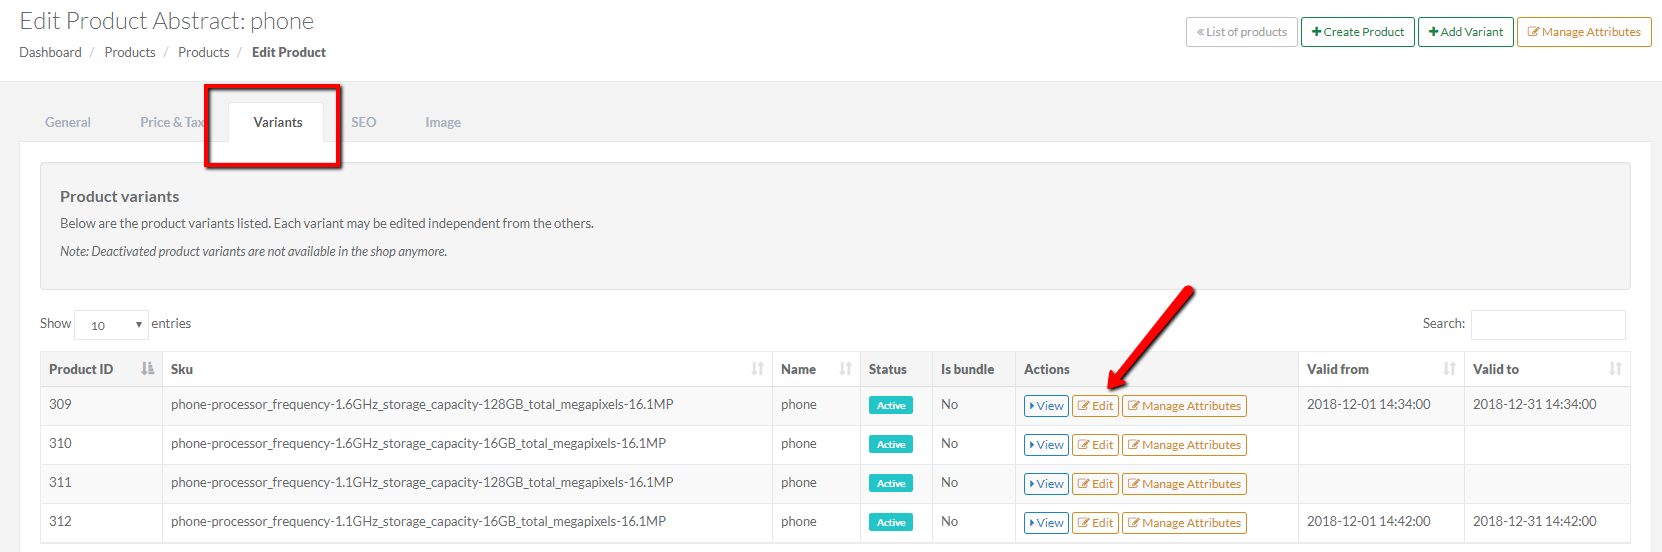 Edit Product Abstract: phone
Dashboard / Products / Products / Edit Product
« List of products + Create Product + Add Variant Manage Attributes
General Price & Tax Variants SEO Image
Product variants
Below are the product variants listed. Each variant may be edited independent from the others.
Note: Deactivated product variants are not available in the shop anymore.
Show 10 entries Search:
Product ID Sku Name Status Is bundle Actions Valid from Valid to
309 phone-processor_frequency-1.6GHz_storage_capacity-128GB_total_megapixels-16.1MP phone Active No View Edit Manage Attributes 2018-12-01 14:34:00 2018-12-31 14:34:00
310 phone-processor_frequency-1.6GHz_storage_capacity-16GB_total_megapixels-16.1MP phone Active No View Edit Manage Attributes
311 phone-processor_frequency-1.1GHz_storage_capacity-128GB_total_megapixels-16.1MP phone Active No View Edit Manage Attributes
312 phone-processor_frequency-1.1GHz_storage_capacity-16GB_total_megapixels-16.1MP phone Active No View Edit Manage Attributes 2018-12-01 14:42:00 2018-12-31 14:42:00